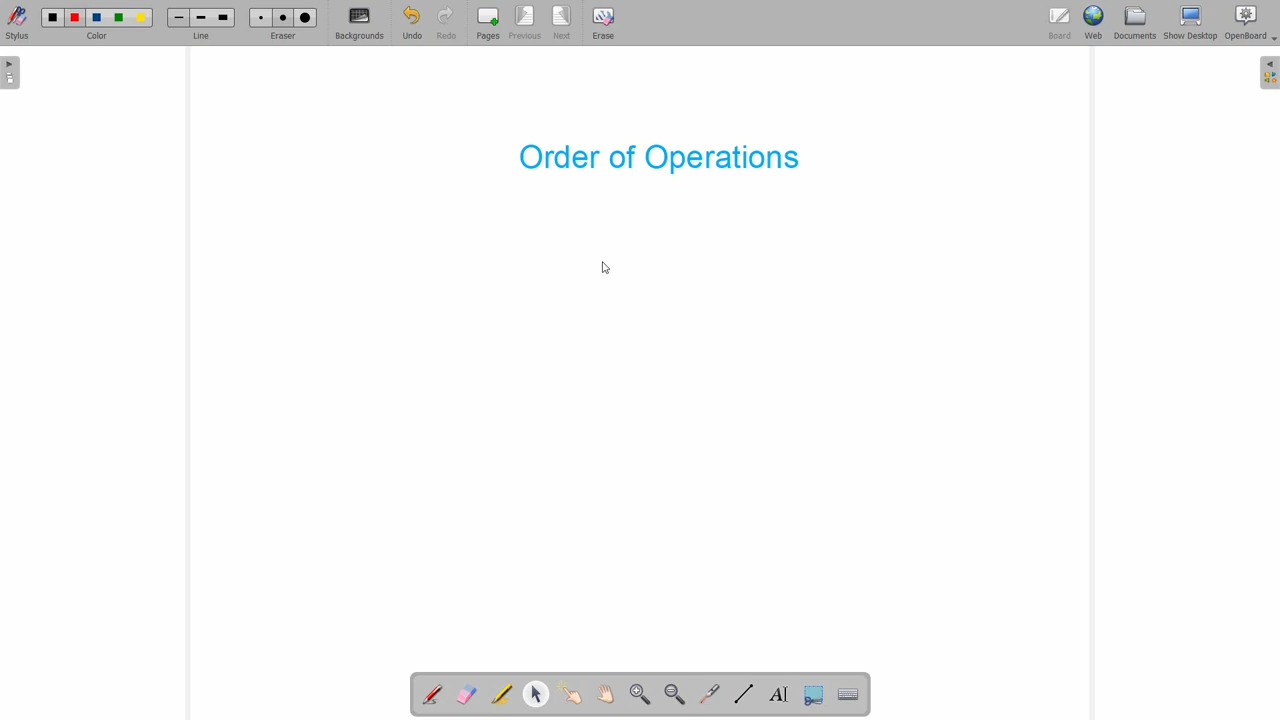 Stylus Color Line Eraser Backgrounds Undo Redo Pages Previous Next Erase Board Web Documents Show Desktop OpenBoard
Order of Operations